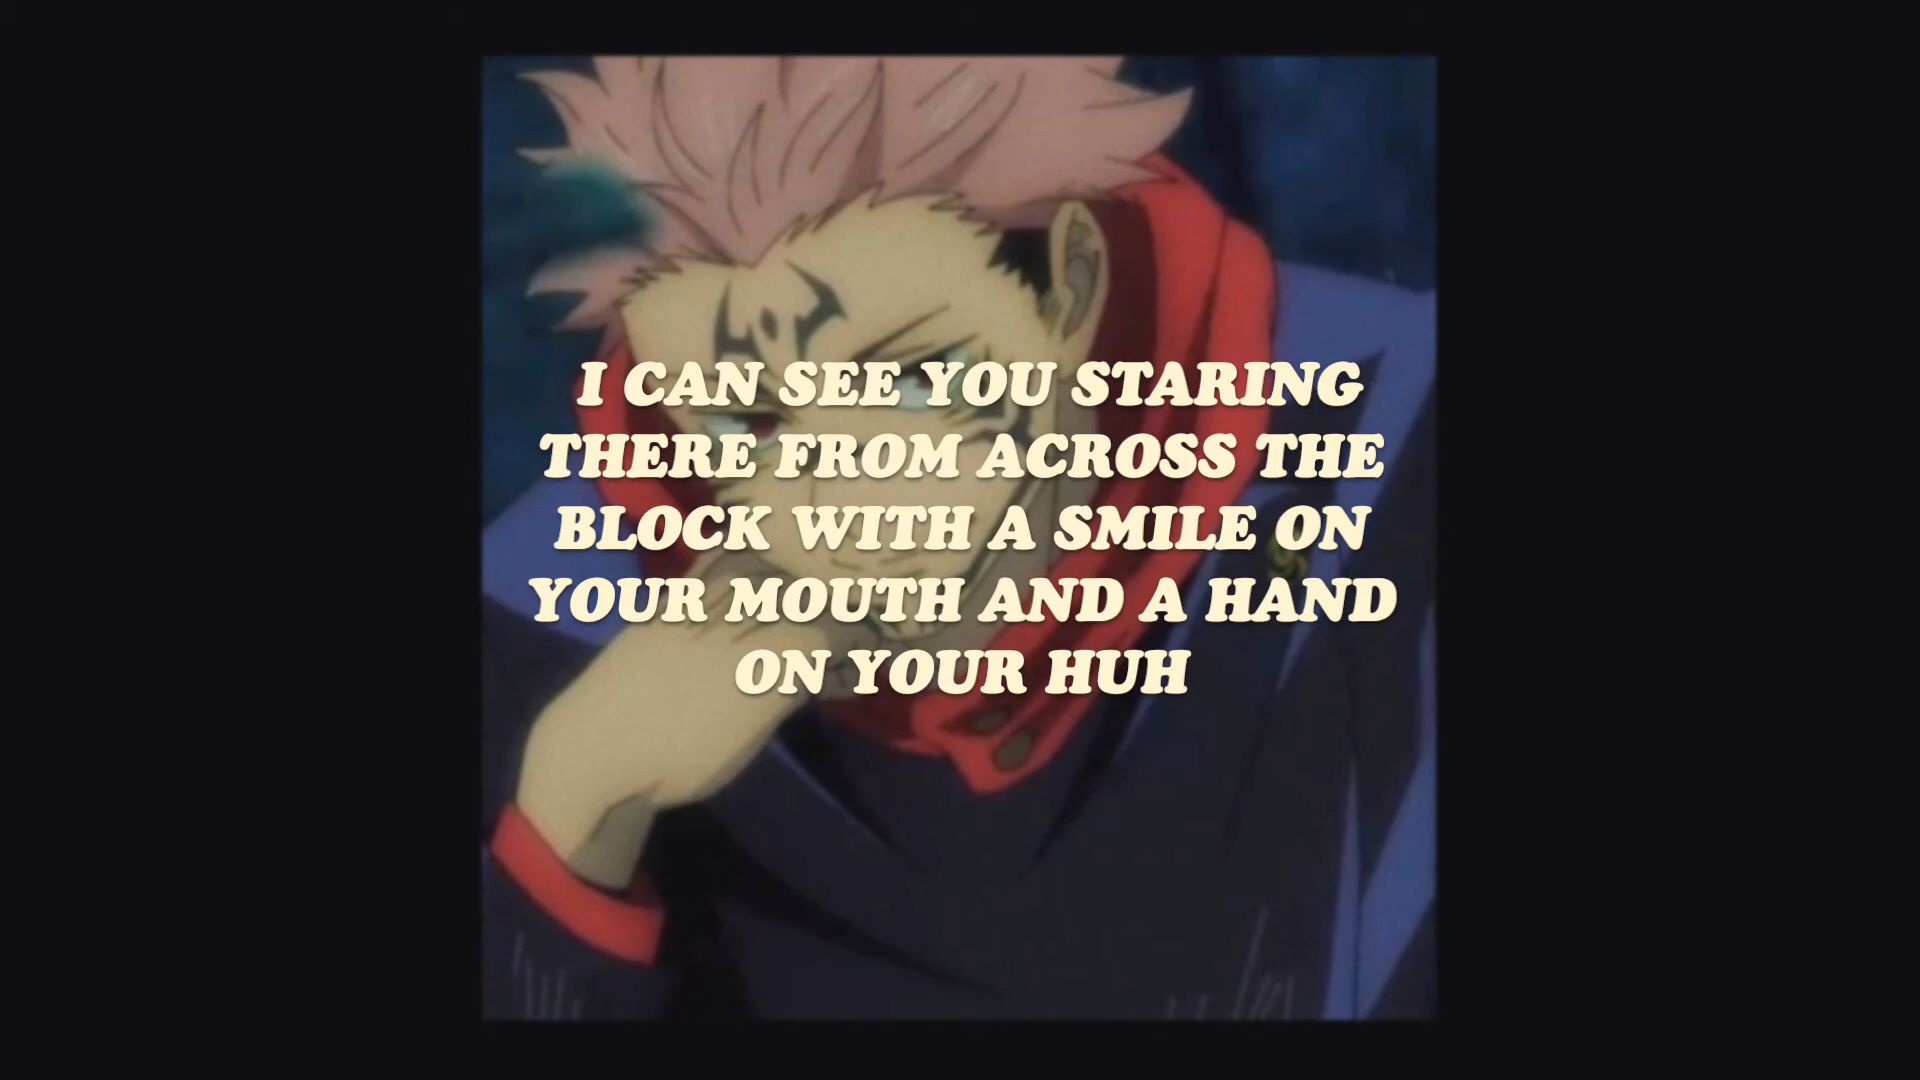 I CAN SEE YOU STARING
THERE FROM ACROSS THE
BLOCK WITH A SMILE ON
YOUR MOUTH AND A HAND
ON YOUR HUH